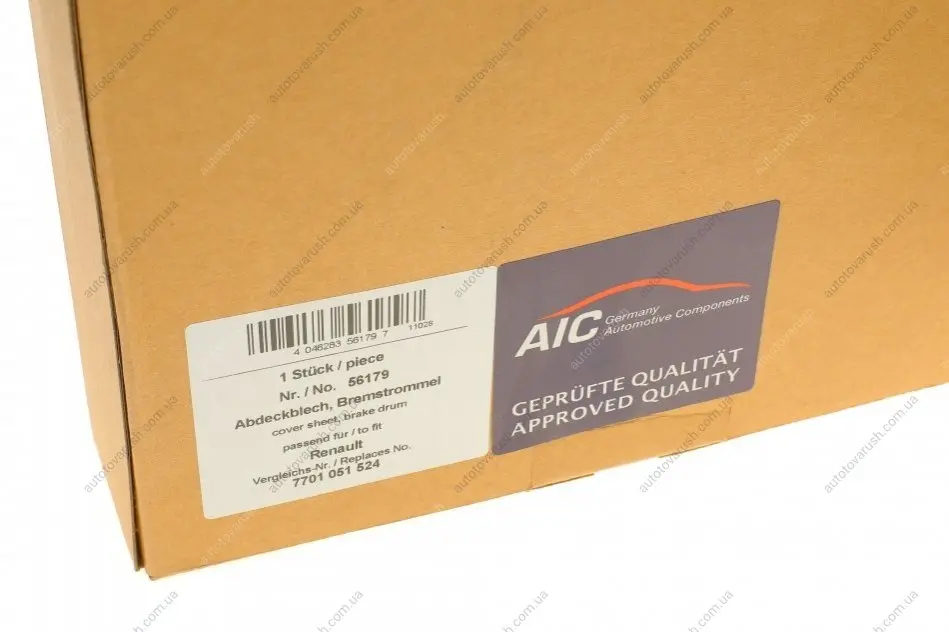 4 046283 56179 7
11028
1 Stück / piece
Nr. / No. 56179
Abdeckblech, Bremstrommel
cover sheet, brake drum
passend für / to fit
Renault
Vergleichs-Nr. / Replaces No.
7701 051 524
AIC Germany
Automotive Components
GEPRÜFTE QUALITÄT
APPROVED QUALITY
autotovarush.com.ua